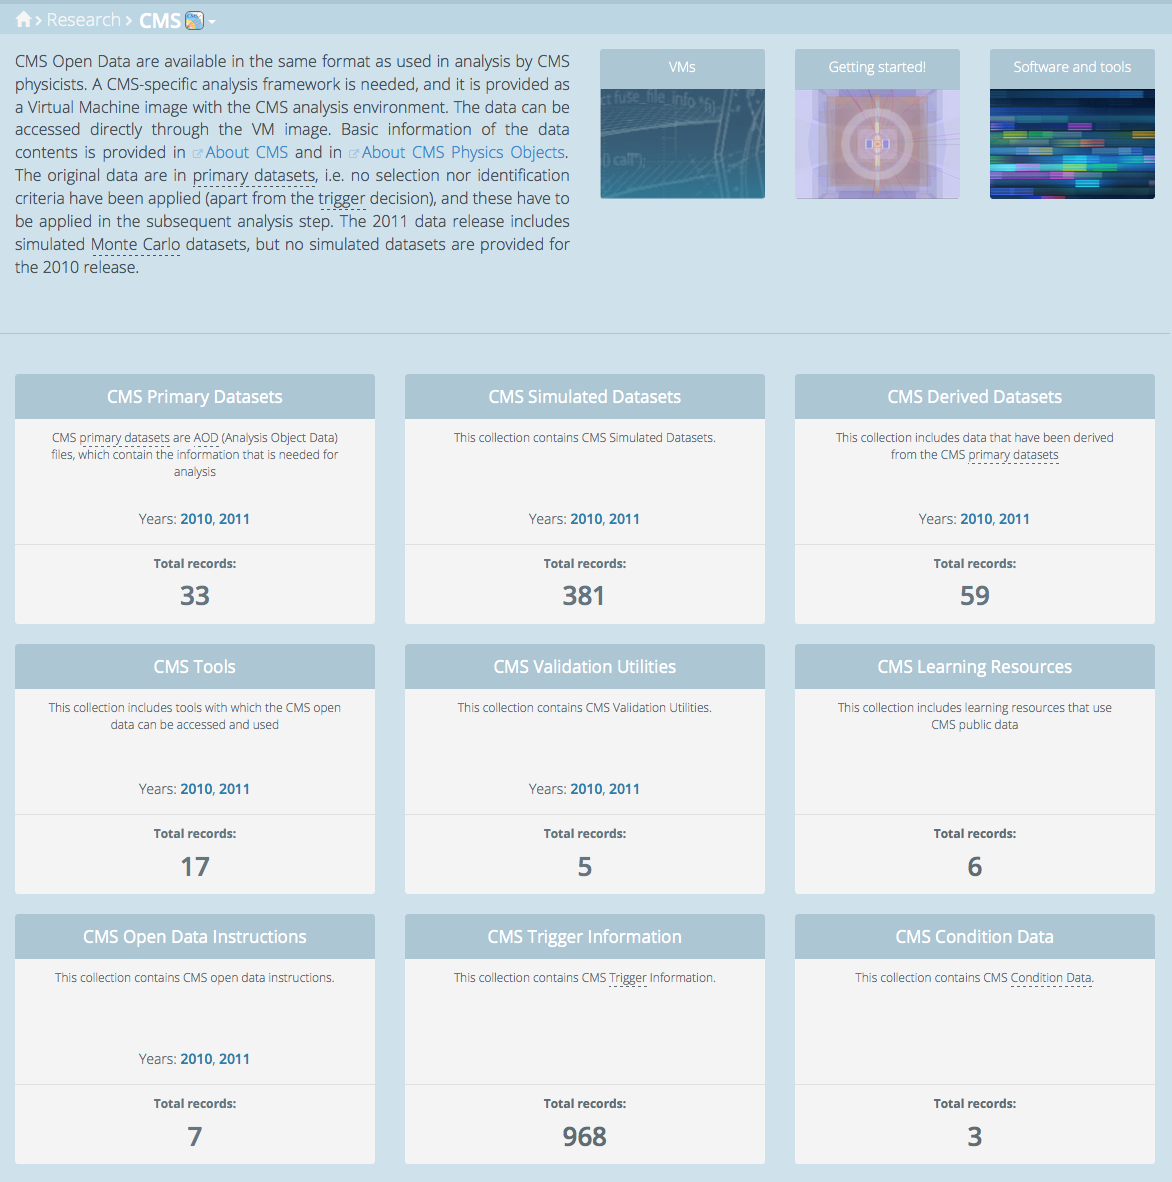 Research > CMS
CMS Open Data are available in the same format as used in analysis by CMS
physicists. A CMS-specific analysis framework is needed, and it is provided as
a Virtual Machine image with the CMS analysis environment. The data can be
accessed directly through the VM image. Basic information of the data
contents is provided in About CMS and in About CMS Physics Objects.
The original data are in primary datasets, i.e. no selection nor identification
criteria have been applied (apart from the trigger decision), and these have to
be applied in the subsequent analysis step. The 2011 data release includes
simulated Monte Carlo datasets, but no simulated datasets are provided for
the 2010 release.
VMs
ct fuse_file_info *fi
() call");
Getting started!
Software and tools
CMS Primary Datasets
CMS primary datasets are AOD (Analysis Object Data)
files, which contain the information that is needed for
analysis
Years: 2010, 2011
Total records:
33
CMS Simulated Datasets
This collection contains CMS Simulated Datasets.
Years: 2010, 2011
Total records:
381
CMS Derived Datasets
This collection includes data that have been derived
from the CMS primary datasets
Years: 2010, 2011
Total records:
59
CMS Tools
This collection includes tools with which the CMS open
data can be accessed and used
Years: 2010, 2011
Total records:
17
CMS Validation Utilities
This collection contains CMS Validation Utilities.
Years: 2010, 2011
Total records:
5
CMS Learning Resources
This collection includes learning resources that use
CMS public data
Total records:
6
CMS Open Data Instructions
This collection contains CMS open data instructions.
Years: 2010, 2011
Total records:
7
CMS Trigger Information
This collection contains CMS Trigger Information.
Total records:
968
CMS Condition Data
This collection contains CMS Condition Data.
Total records:
3